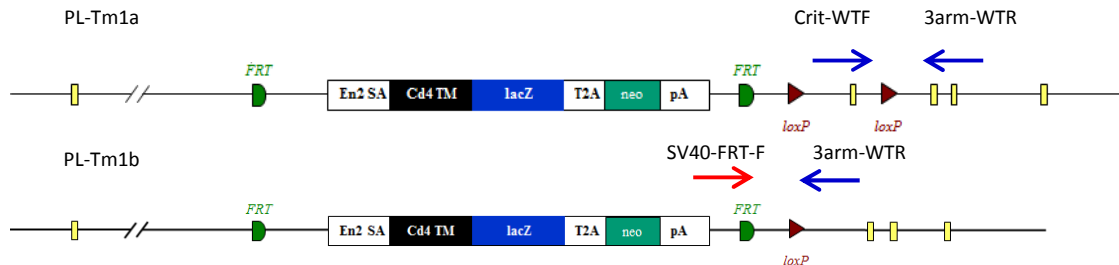 PL-Tm1a
Crit-WTF 3arm-WTR
FRT FRT
En2 SA Cd4 TM lacZ T2A neo pA
loxP loxP
PL-Tm1b
SV40-FRT-F 3arm-WTR
FRT FRT
En2 SA Cd4 TM lacZ T2A neo pA
loxP